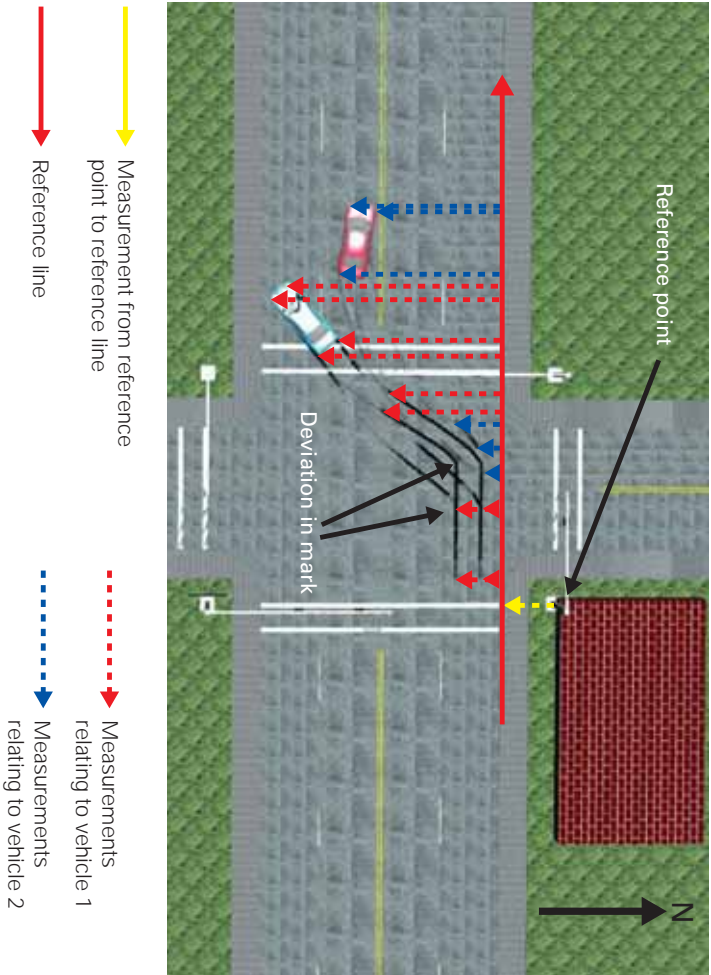 Reference point
Deviation in mark
N
Measurement from reference
point to reference line
Reference line
Measurements
relating to vehicle 1
Measurements
relating to vehicle 2